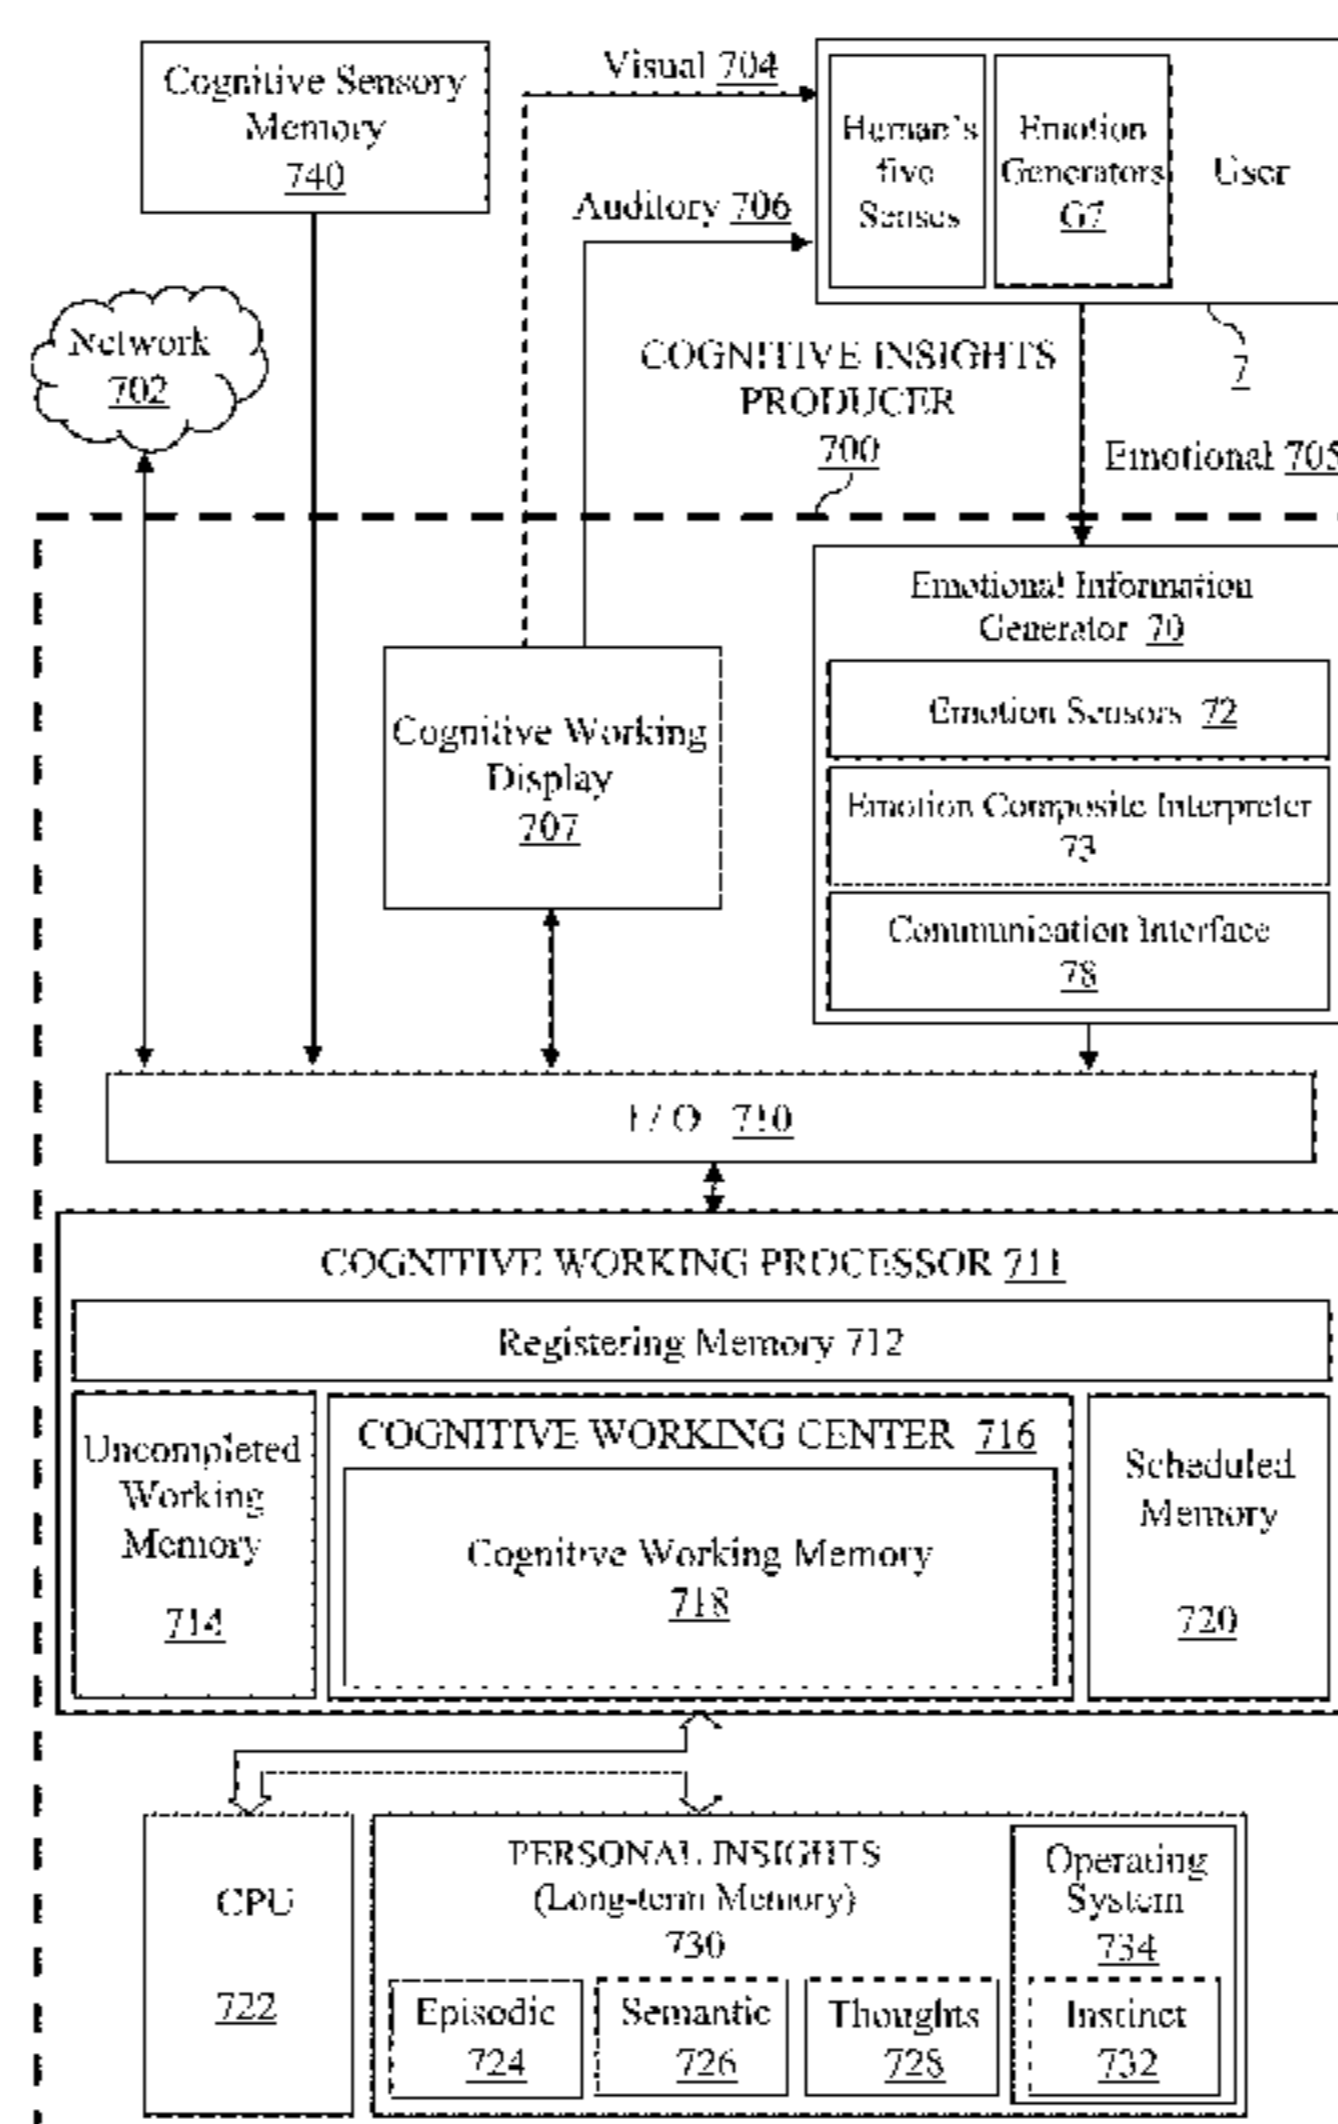 Cognitive Sensory
Memory
740
Visual 704
Auditory 706
Human's
five
Senses
Emotion
Generators
G7
User
7
Network
702
COGNITIVE INSIGHTS
PRODUCER
700
Emotional 705
Cognitive Working
Display
707
Emotional Information
Generator 70
Emotion Sensors 72
Emotion Composite Interpreter
73
Communication Interface
78
I / O 710
COGNITIVE WORKING PROCESSOR 711
Registering Memory 712
Uncompleted
Working
Memory
714
COGNITIVE WORKING CENTER 716
Cognitive Working Memory
718
Scheduled
Memory
720
CPU
722
PERSONAL INSIGHTS
(Long-term Memory)
730
Episodic
724
Semantic
726
Thoughts
728
Operating
System
734
Instinct
732